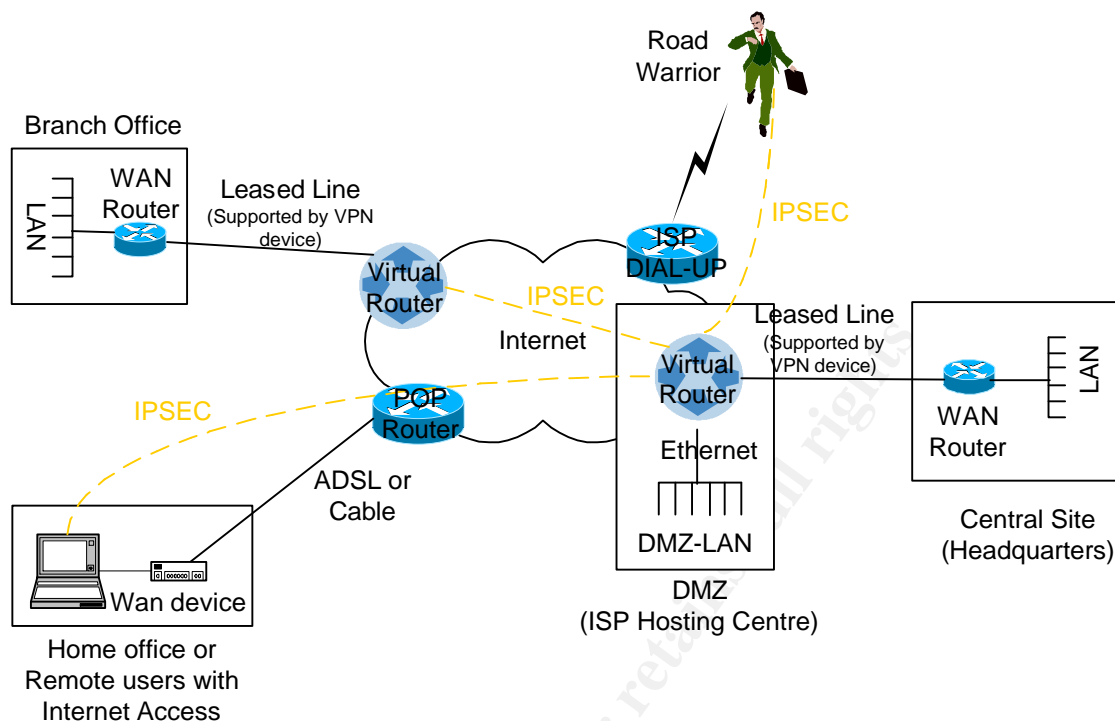 Road
Warrior
Branch Office
WAN
Router
LAN
Leased Line
(Supported by VPN
device)
IPSEC
ISP
DIAL-UP
Virtual
Router
IPSEC
Internet
Leased Line
(Supported by
VPN device)
Virtual
Router
LAN
WAN
Router
IPSEC
POP
Router
Ethernet
ADSL or
Cable
DMZ-LAN
Central Site
(Headquarters)
Wan device
DMZ
(ISP Hosting Centre)
Home office or
Remote users with
Internet Access
retains full rights